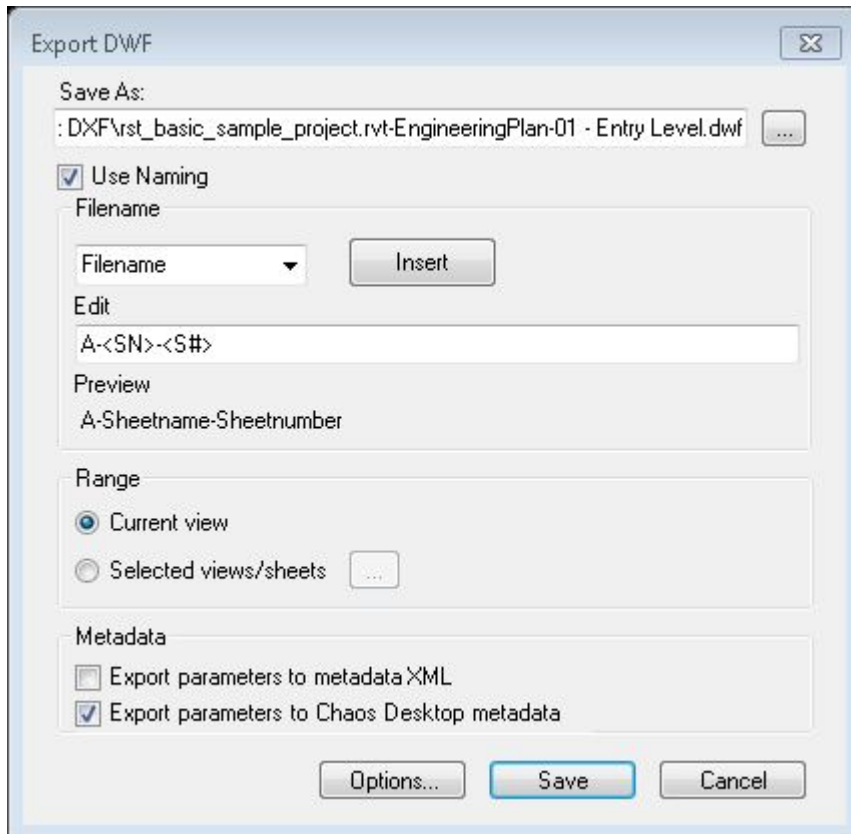 Export DWF
Save As:
: DXF\rst_basic_sample_project.rvt-EngineeringPlan-01 - Entry Level.dwf
...
Use Naming
Filename
Filename
Insert
Edit
A-<SN>-<S#>
Preview
A-Sheetname-Sheetnumber
Range
Current view
Selected views/sheets
...
Metadata
Export parameters to metadata XML
Export parameters to Chaos Desktop metadata
Options... Save Cancel